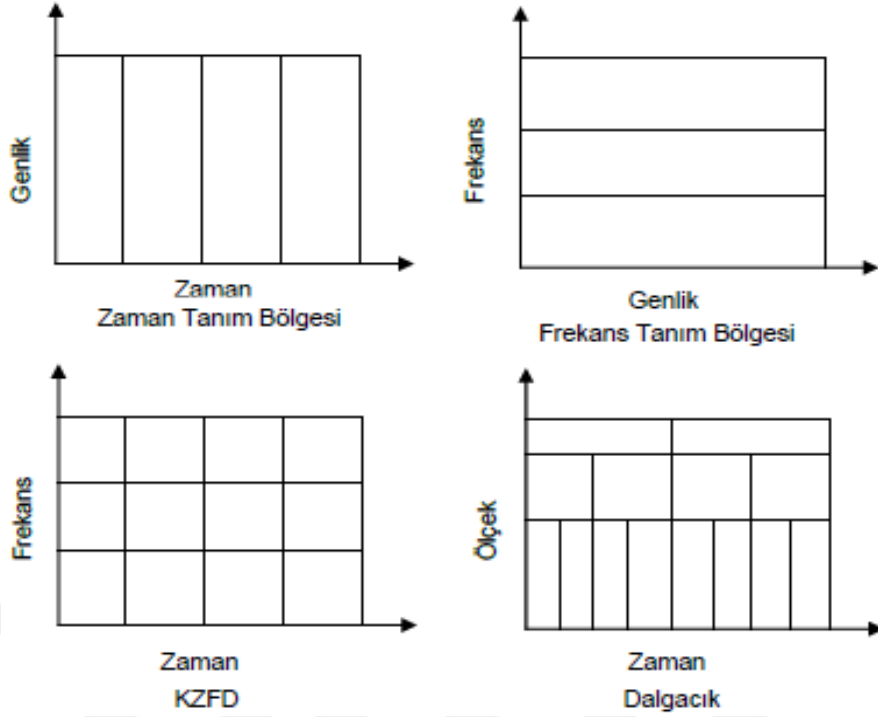 Genlik
Zaman
Zaman Tanım Bölgesi
Frekans
Genlik
Frekans Tanım Bölgesi
Frekans
Zaman
KZFD
Ölçek
Zaman
Dalgacık